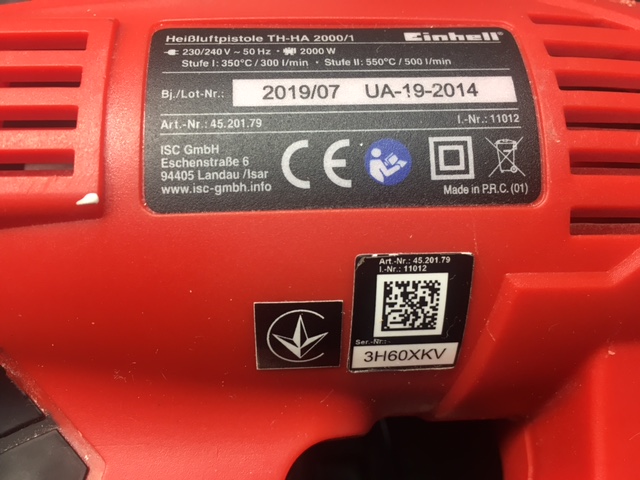 Heißluftpistole TH-HA 2000/1
Einhell
230/240 V ~ 50 Hz · 2000 W
Stufe I: 350°C / 300 l/min · Stufe II: 550°C / 500 l/min
Bj./Lot-Nr.: 2019/07 UA-19-2014
Art.-Nr.: 45.201.79 I.-Nr.: 11012
ISC GmbH
Eschenstraße 6
94405 Landau /Isar
www.isc-gmbh.info
CE
Made in P.R.C. (01)
Art.-Nr.: 45.201.79
I.-Nr.: 11012
Ser.-Nr.:
3H60XKV